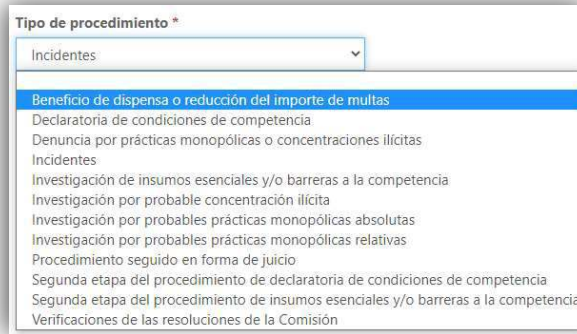 Tipo de procedimiento *
Incidentes
Beneficio de dispensa o reducción del importe de multas
Declaratoria de condiciones de competencia
Denuncia por prácticas monopólicas o concentraciones ilícitas
Incidentes
Investigación de insumos esenciales y/o barreras a la competencia
Investigación por probable concentración ilícita
Investigación por probables prácticas monopólicas absolutas
Investigación por probables prácticas monopólicas relativas
Procedimiento seguido en forma de juicio
Segunda etapa del procedimiento de declaratoria de condiciones de competencia
Segunda etapa del procedimiento de insumos esenciales y/o barreras a la competencia
Verificaciones de las resoluciones de la Comisión